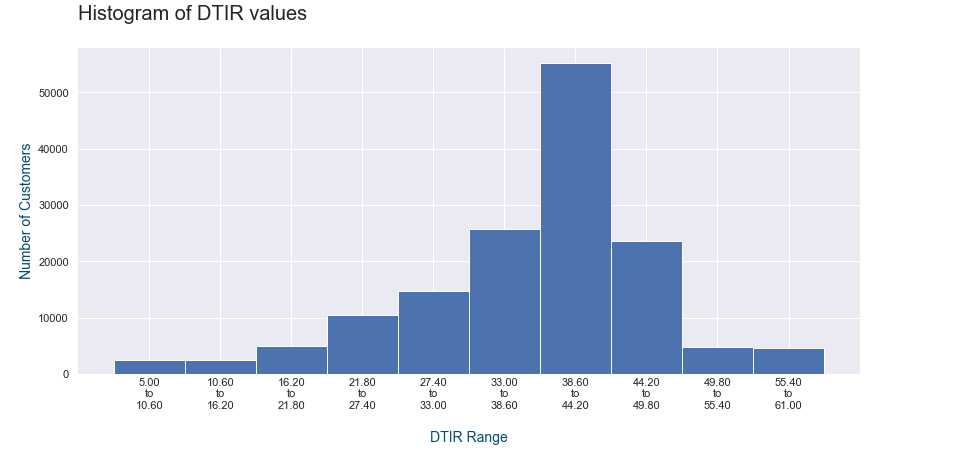 Histogram of DTIR values
Number of Customers
50000
40000
30000
20000
10000
0
5.00 10.60 16.20 21.80 27.40 33.00 38.60 44.20 49.80 55.40
to to to to to to to to to to
10.60 16.20 21.80 27.40 33.00 38.60 44.20 49.80 55.40 61.00
DTIR Range